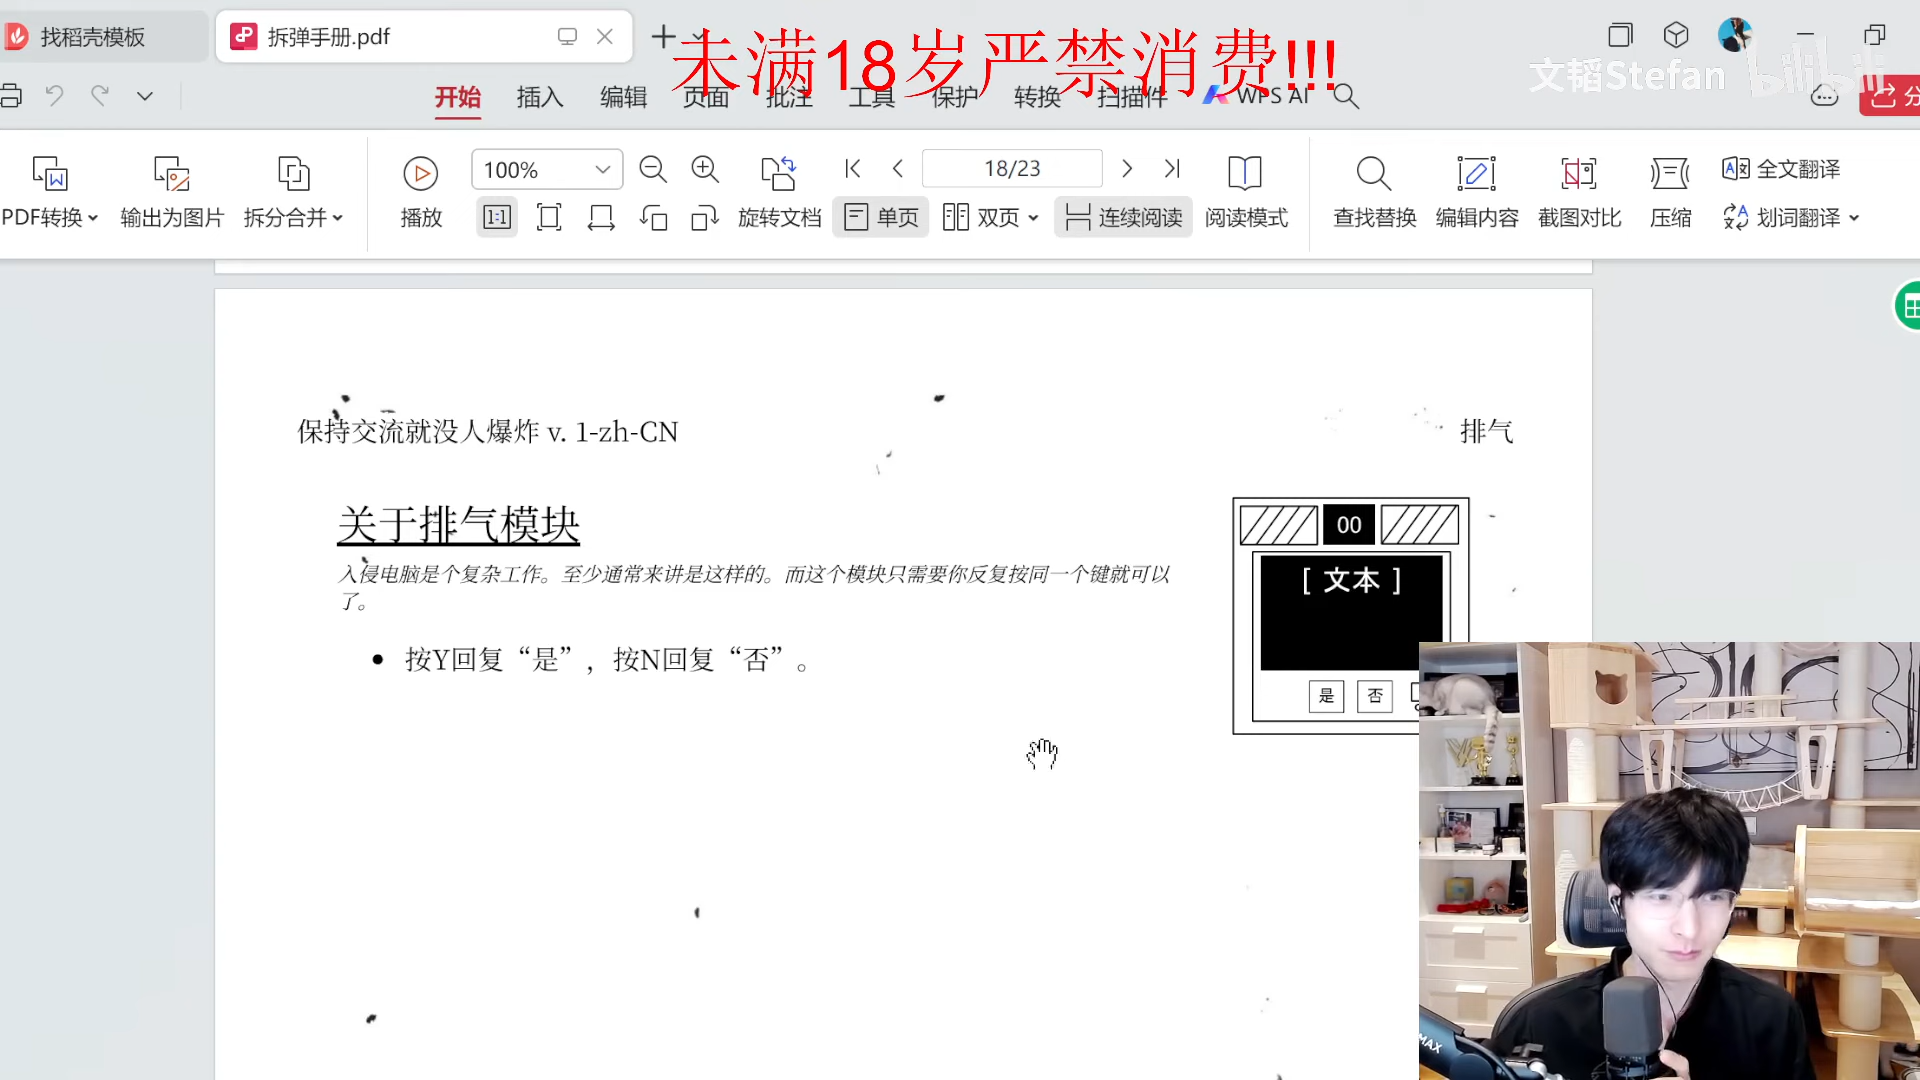 找稻壳模板
拆弹手册.pdf
未满18岁严禁消费!!!
文韬Stefan
bilibili
开始 插入 编辑 页面 批注 工具 保护 转换 扫描件 WPS AI
分
PDF转换 输出为图片 拆分合并
播放
100%
旋转文档
18/23
单页 双页 连续阅读 阅读模式
查找替换 编辑内容 截图对比 压缩
全文翻译
划词翻译
保持交流就没人爆炸 v. 1-zh-CN
排气
关于排气模块
入侵电脑是个复杂工作。至少通常来讲是这样的。而这个模块只需要你反复按同一个键就可以
了。
按Y回复“是”，按N回复“否”。
00
[ 文本 ]
是 否